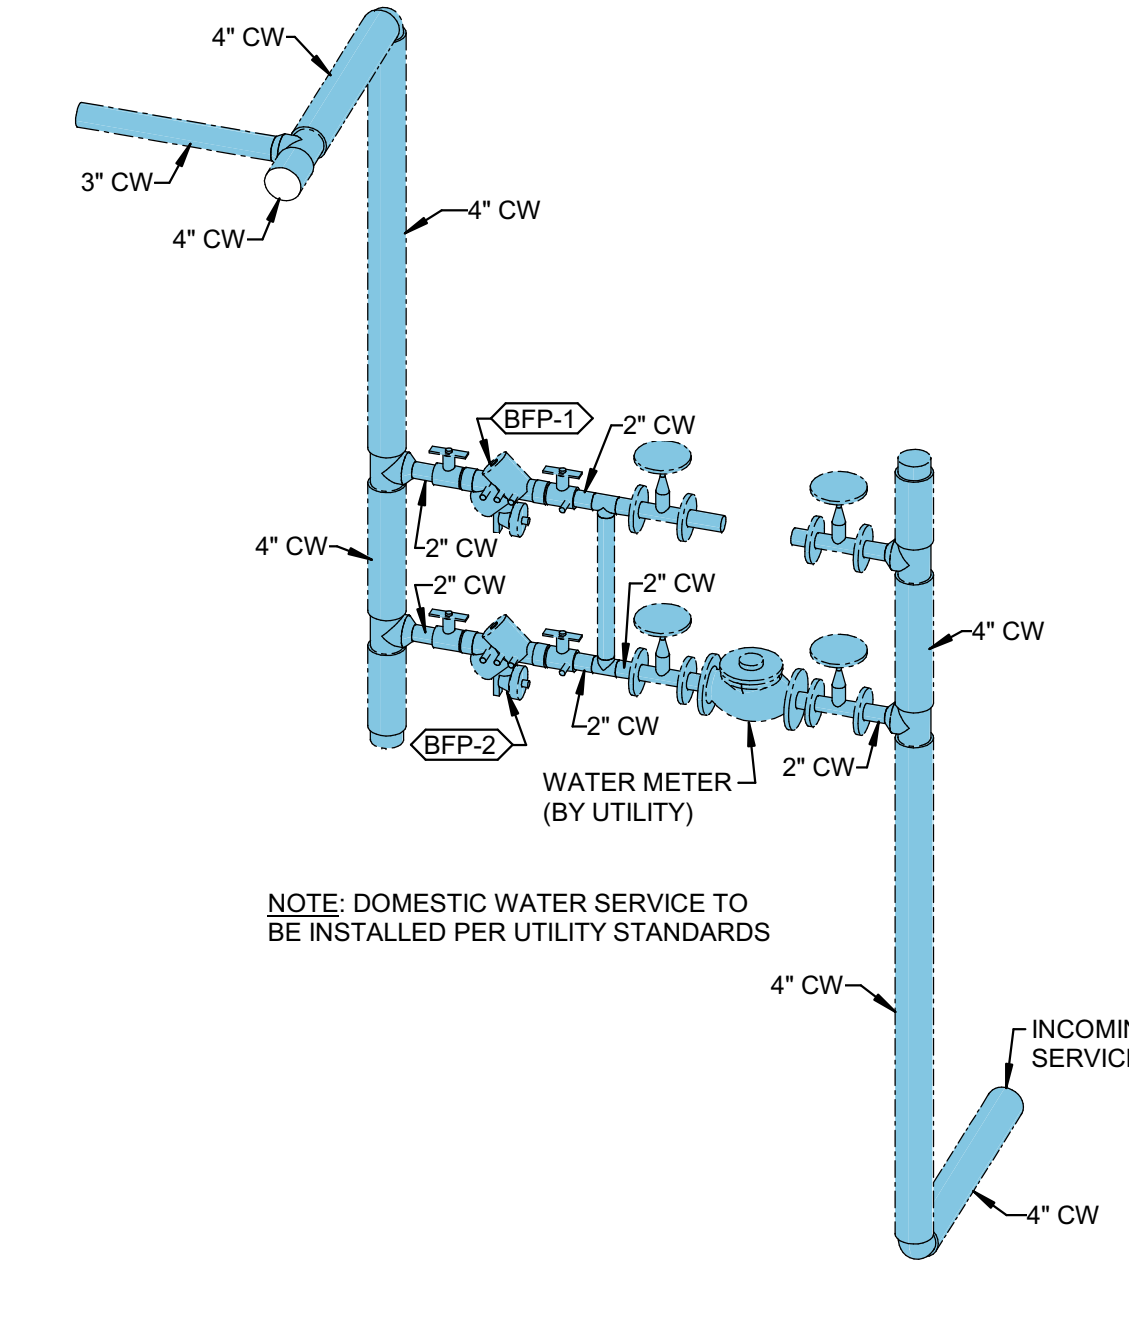 4" CW
3" CW
4" CW
4" CW
BFP-1
2" CW
4" CW
2" CW
2" CW
2" CW
4" CW
2" CW
BFP-2
WATER METER
(BY UTILITY)
2" CW
NOTE: DOMESTIC WATER SERVICE TO
BE INSTALLED PER UTILITY STANDARDS
4" CW
4" CW